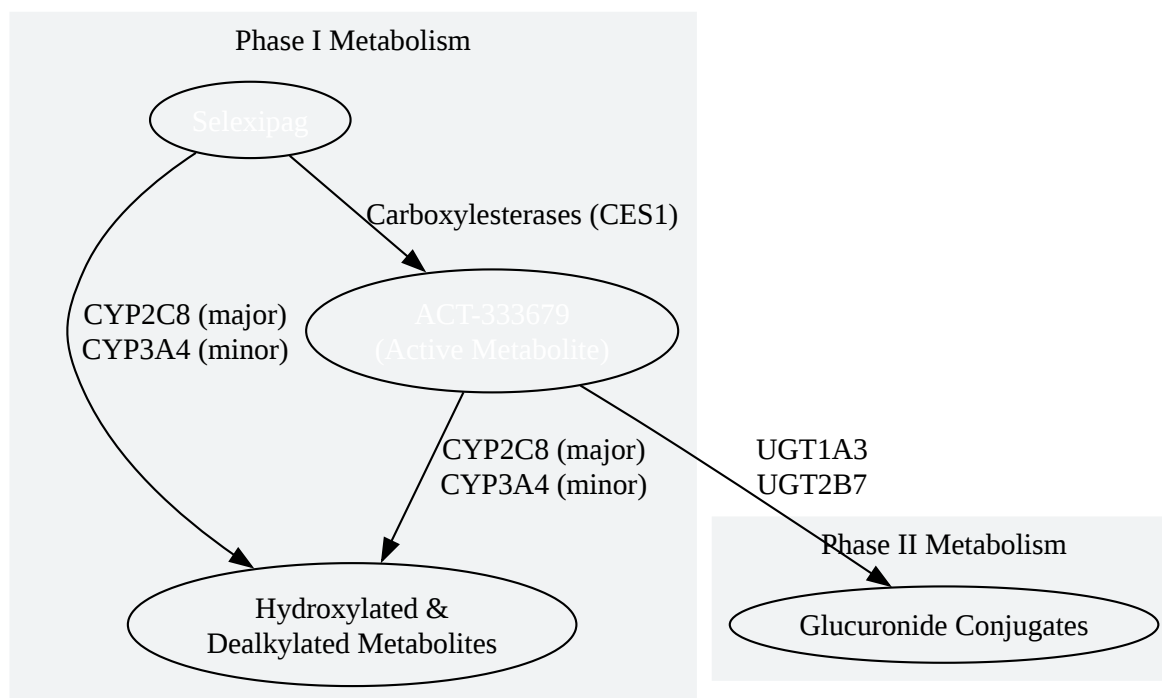 Phase I Metabolism
Selexipag
Carboxylesterases (CES1)
CYP2C8 (major)
CYP3A4 (minor)
ACT-333679
(Active Metabolite)
CYP2C8 (major)
CYP3A4 (minor)
UGT1A3
UGT2B7
Phase II Metabolism
Hydroxylated &
Dealkylated Metabolites
Glucuronide Conjugates